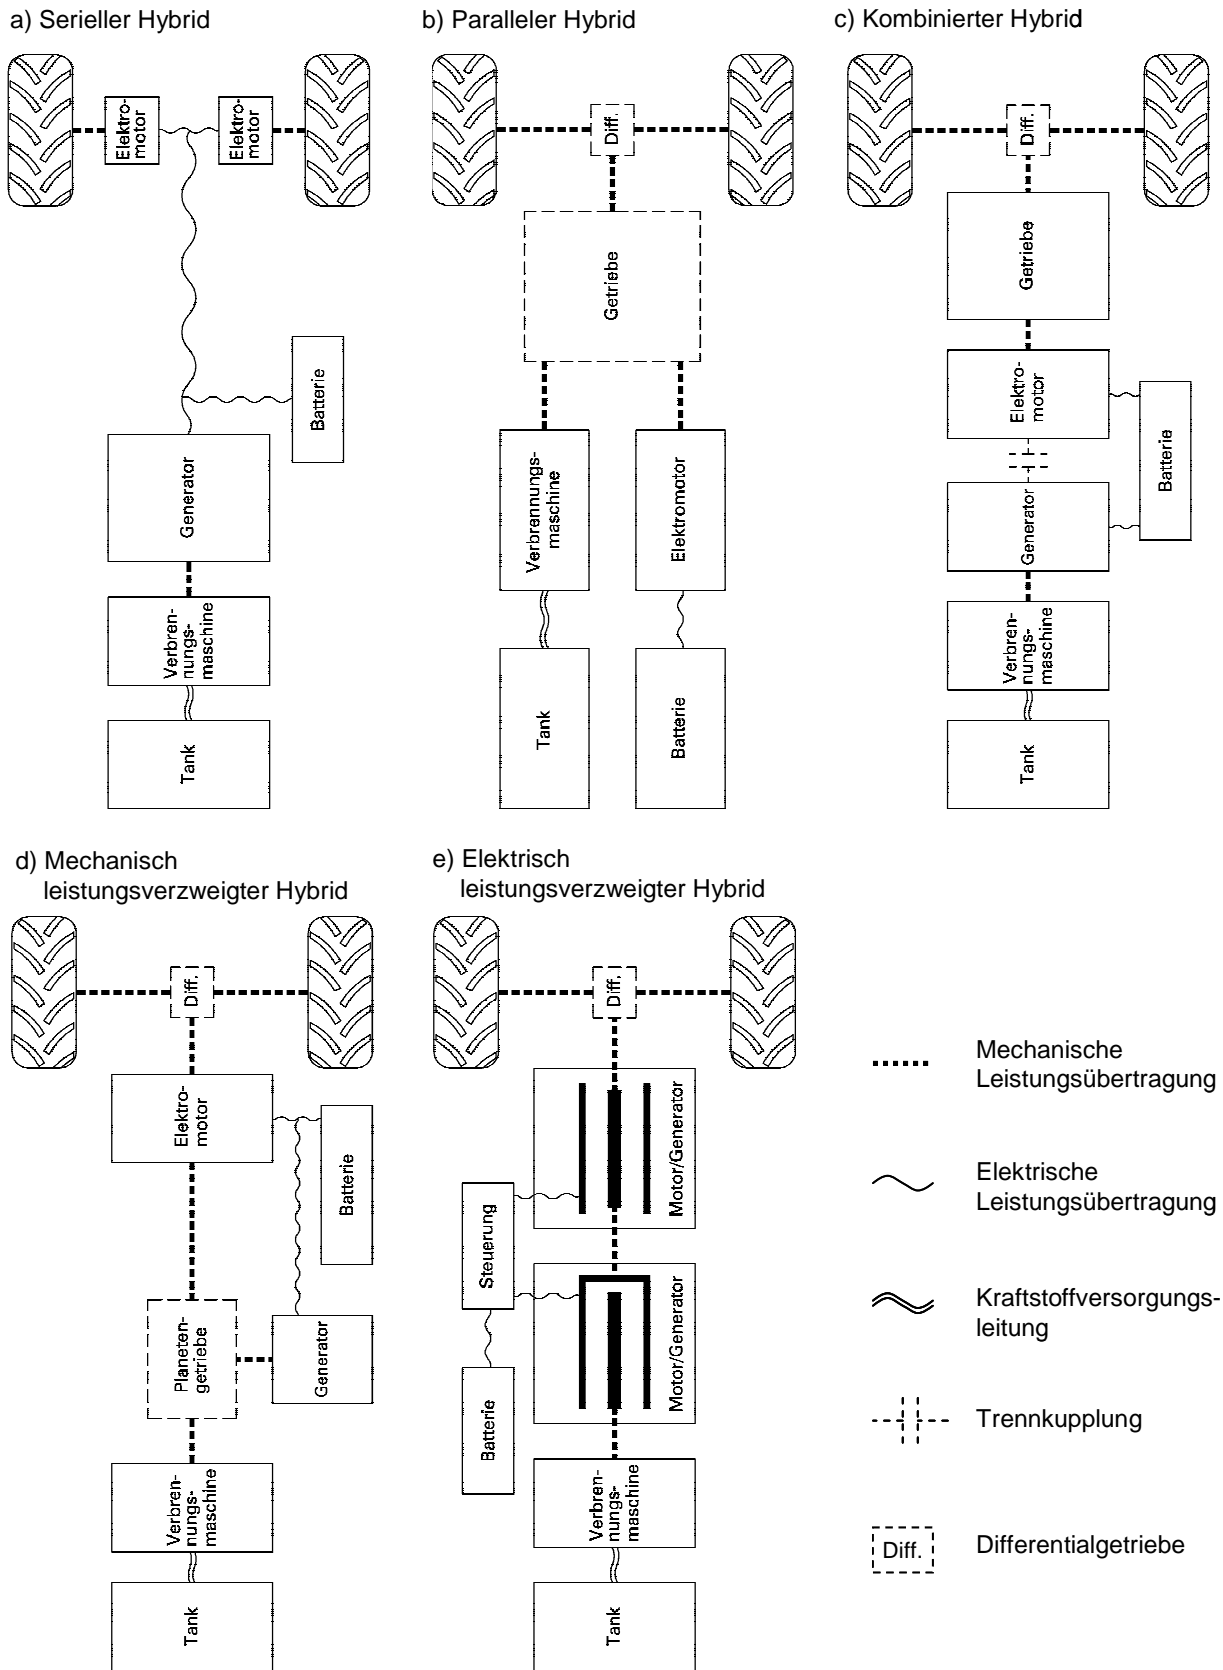 a) Serieller Hybrid
Elektro-
motor
Elektro-
motor
Batterie
Generator
Verbren-
nungs-
maschine
Tank
b) Paralleler Hybrid
Diff.
Getriebe
Verbrennungs-
maschine
Elektromotor
Tank
Batterie
c) Kombinierter Hybrid
Diff.
Getriebe
Elektro-
motor
Batterie
Generator
Verbren-
nungs-
maschine
Tank
d) Mechanisch
leistungsverzweigter Hybrid
Diff.
Elektro-
motor
Batterie
Planeten-
getriebe
Generator
Verbren-
nungs-
maschine
Tank
e) Elektrisch
leistungsverzweigter Hybrid
Diff.
Motor/Generator
Steuerung
Motor/Generator
Batterie
Verbren-
nungs-
maschine
Tank
Mechanische
Leistungsübertragung
Elektrische
Leistungsübertragung
Kraftstoffversorgungs-
leitung
Trennkupplung
Diff.
Differentialgetriebe